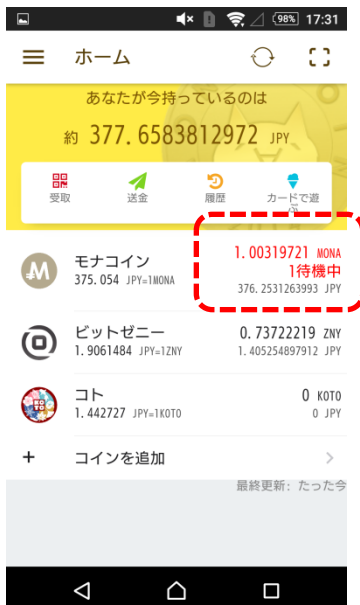 98% 17:31
ホーム
あなたが今持っているのは
約 377.6583812972 JPY
受取 送金 履歴 カードで遊
モナコイン
375.054 JPY=1MONA
1.00319721 MONA
1待機中
376.2531263993 JPY
ビットゼニー
1.9061484 JPY=1ZNY
0.73722219 ZNY
1.405254897912 JPY
コト
1.442727 JPY=1KOTO
0 KOTO
0 JPY
+ コインを追加
最終更新: たった今